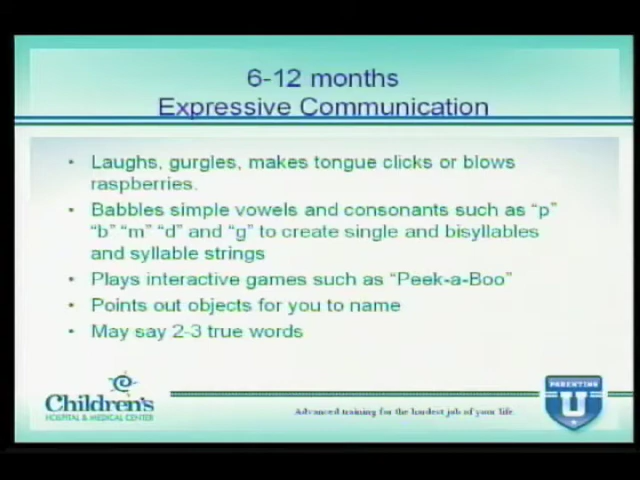 6-12 months
Expressive Communication
• Laughs, gurgles, makes tongue clicks or blows
raspberries.
• Babbles simple vowels and consonants such as “p”
“b” “m” “d” and “g” to create single and bisyllables
and syllable strings
• Plays interactive games such as “Peek-a-Boo”
• Points out objects for you to name
• May say 2-3 true words
Children's
HOSPITAL & MEDICAL CENTER
Advanced training for the hardest job of your life.
PARENTING
U